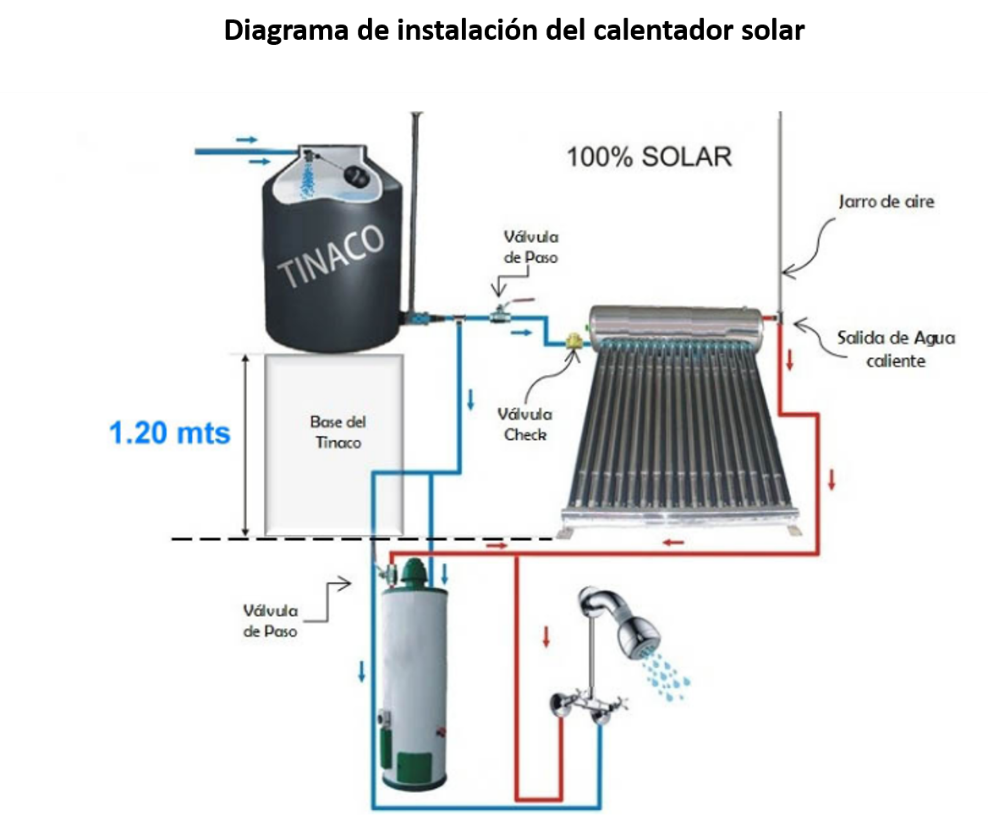 Diagrama de instalación del calentador solar
100% SOLAR
Jarro de aire
TINACO
Válvula
de Paso
Salida de Agua
caliente
1.20 mts
Base del
Tinaco
Válvula
Check
Válvula
de Paso